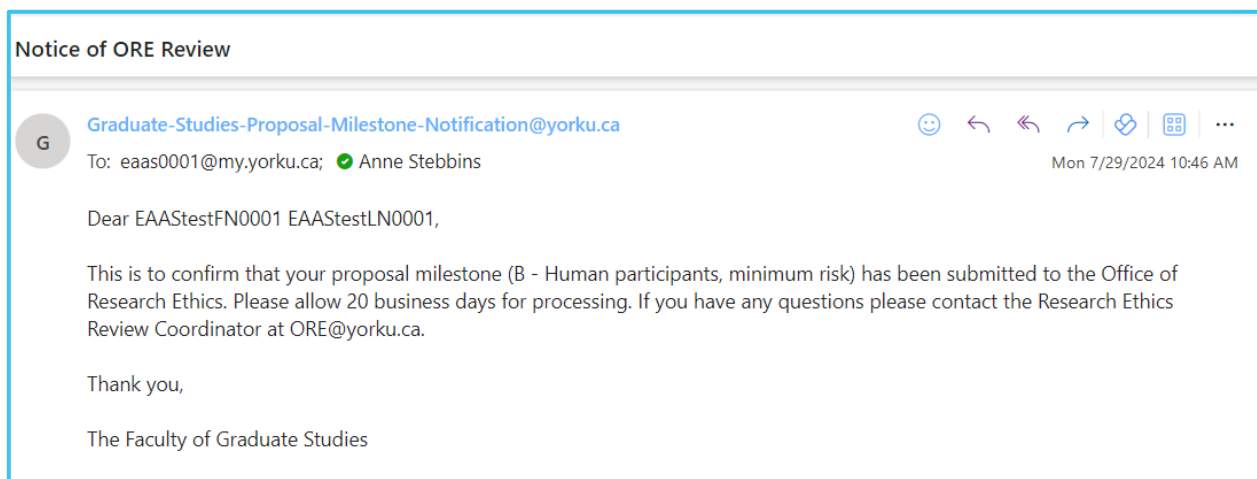 Notice of ORE Review
G
Graduate-Studies-Proposal-Milestone-Notification@yorku.ca
To: eaas0001@my.yorku.ca; Anne Stebbins
Mon 7/29/2024 10:46 AM
Dear EAAStestFN0001 EAAStestLN0001,
This is to confirm that your proposal milestone (B - Human participants, minimum risk) has been submitted to the Office of
Research Ethics. Please allow 20 business days for processing. If you have any questions please contact the Research Ethics
Review Coordinator at ORE@yorku.ca.
Thank you,
The Faculty of Graduate Studies